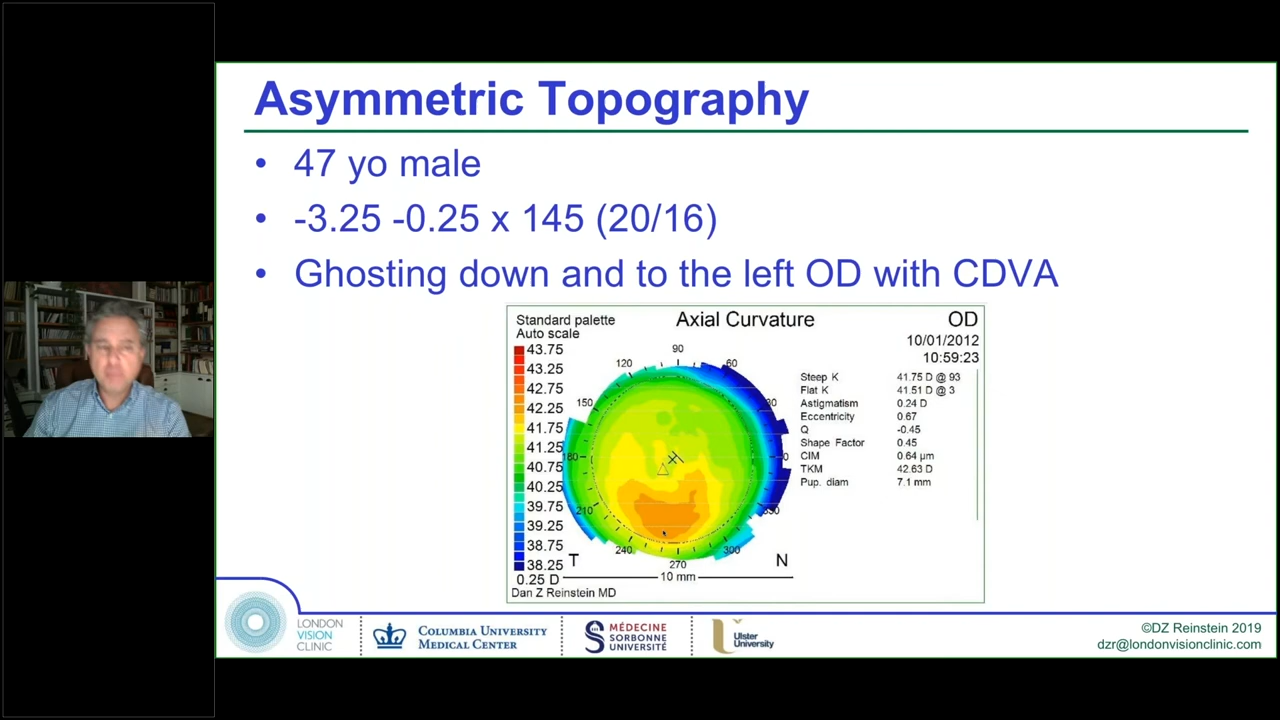 Asymmetric Topography
• 47 yo male
• -3.25 -0.25 x 145 (20/16)
• Ghosting down and to the left OD with CDVA
Standard palette
Auto scale
Axial Curvature
OD
10/01/2012
10:59:23
43.75
43.25
42.75
42.25
41.75
41.25
40.75
40.25
39.75
39.25
38.75
38.25
0.25 D
90
120
60
150
30
180
0
210
330
240
300
270
T
N
10 mm
Steep K 41.75 D @ 93
Flat K 41.51 D @ 3
Astigmatism 0.24 D
Eccentricity 0.67
Q -0.45
Shape Factor 0.45
CIM 0.64 µm
TKM 42.63 D
Pup. diam 7.1 mm
Dan Z Reinstein MD
LONDON
VISION
CLINIC
COLUMBIA UNIVERSITY
MEDICAL CENTER
MÉDECINE
SORBONNE
UNIVERSITÉ
Ulster
University
©DZ Reinstein 2019
dzr@londonvisionclinic.com